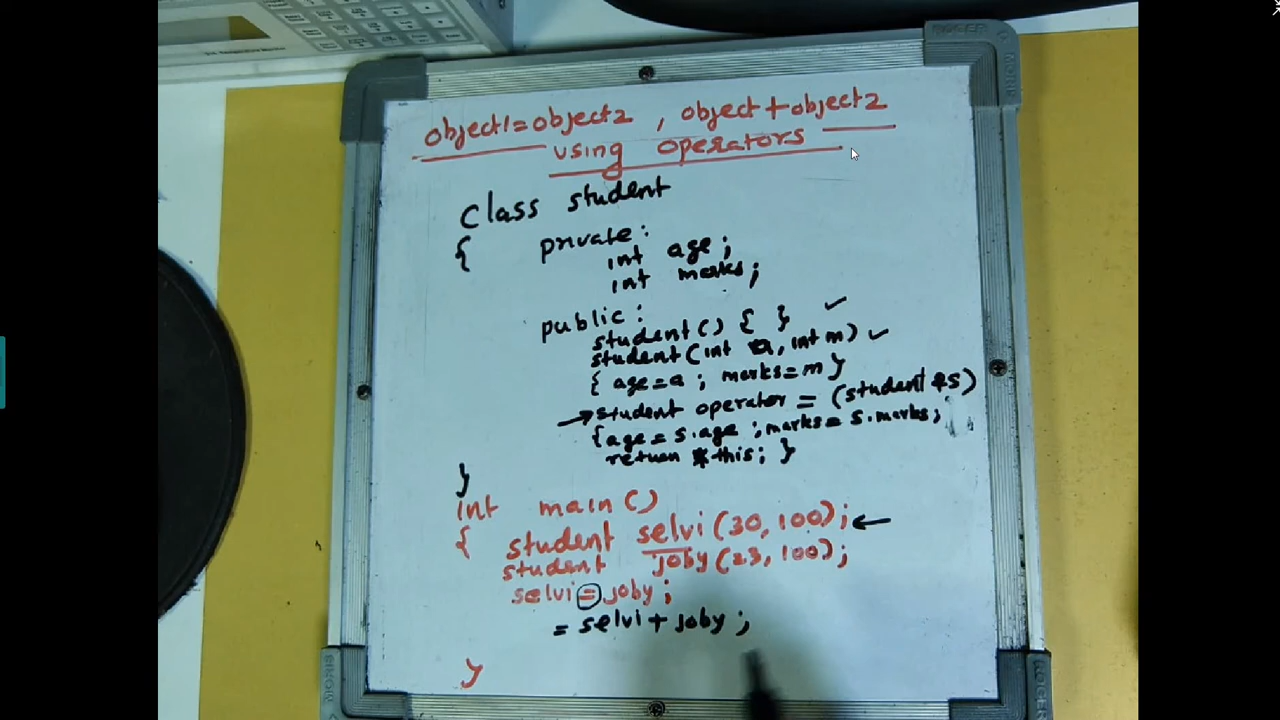 object1=object2 , object+object2
using operators
class student
{ private:
int age;
int marks;
public:
student() { }
student(int a, int m)
{ age=a ; marks=m }
student operator = (student &s)
{age=s.age ;marks=s.marks;
return *this; }
}
int main()
{ student selvi(30,100);
student joby(23,100);
selvi=joby;
= selvi+joby;
}